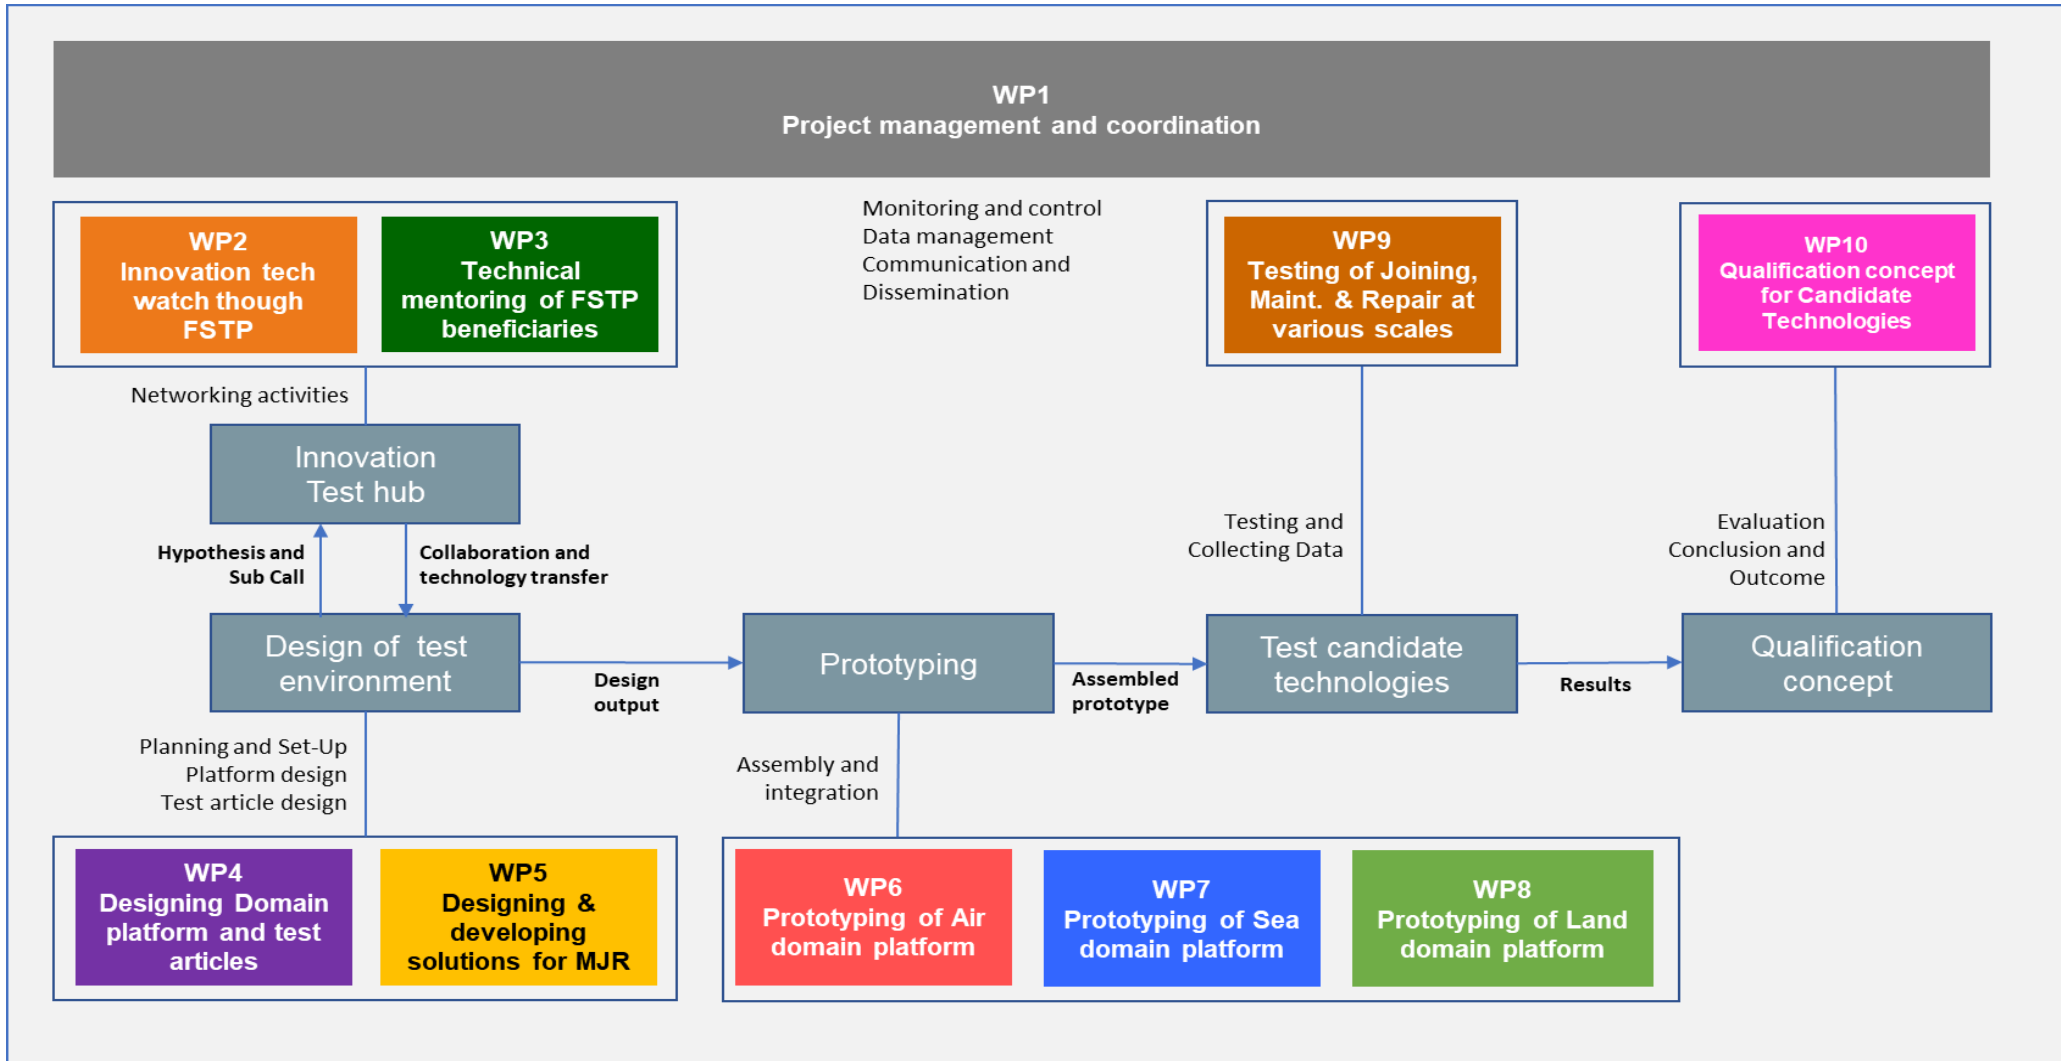 WP1
Project management and coordination
WP2
Innovation tech
watch though
FSTP
WP3
Technical
mentoring of FSTP
beneficiaries
Monitoring and control
Data management
Communication and
Dissemination
WP9
Testing of Joining,
Maint. & Repair at
various scales
WP10
Qualification concept
for Candidate
Technologies
Networking activities
Innovation
Test hub
Hypothesis and
Sub Call
Collaboration and
technology transfer
Testing and
Collecting Data
Evaluation
Conclusion and
Outcome
Design of test
environment
Design
output
Prototyping
Assembled
prototype
Test candidate
technologies
Results
Qualification
concept
Planning and Set-Up
Platform design
Test article design
Assembly and
integration
WP4
Designing Domain
platform and test
articles
WP5
Designing &
developing
solutions for MJR
WP6
Prototyping of Air
domain platform
WP7
Prototyping of Sea
domain platform
WP8
Prototyping of Land
domain platform